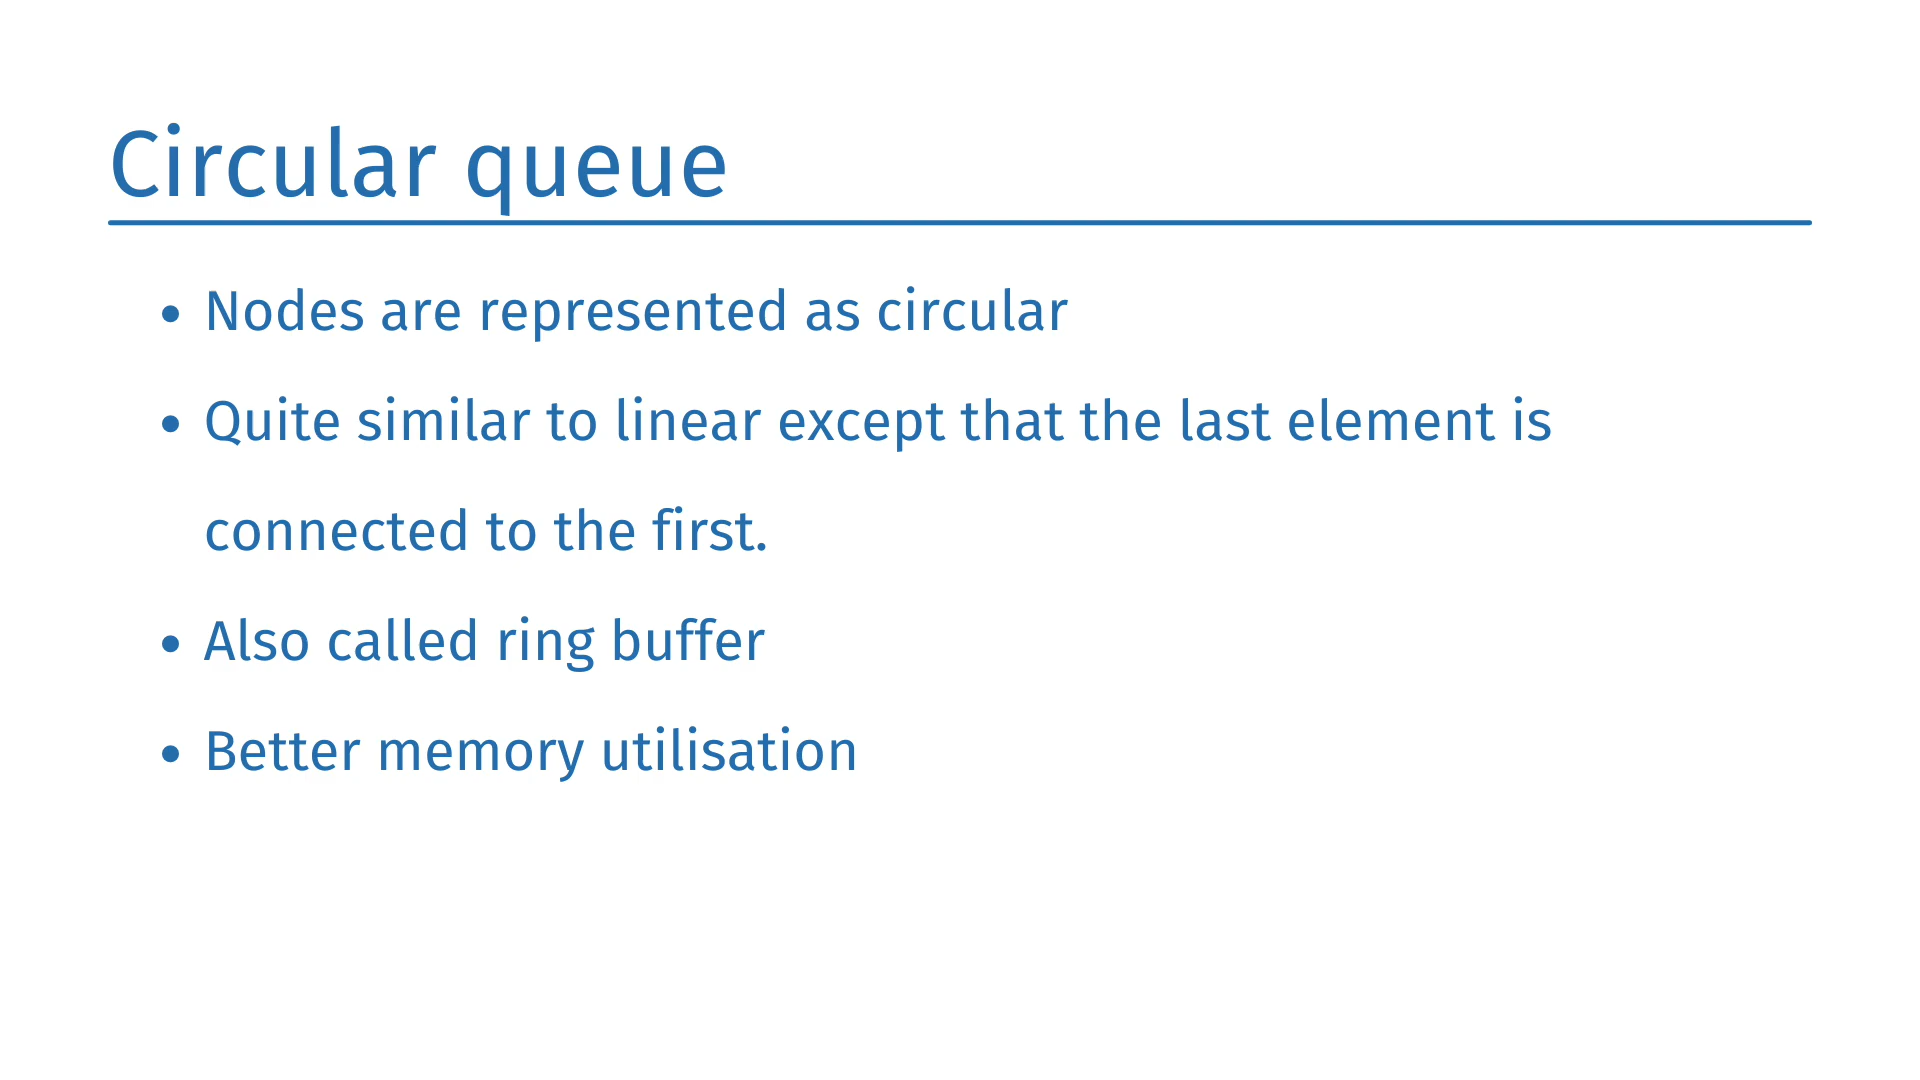 Circular queue
• Nodes are represented as circular
• Quite similar to linear except that the last element is
connected to the first.
• Also called ring buffer
• Better memory utilisation